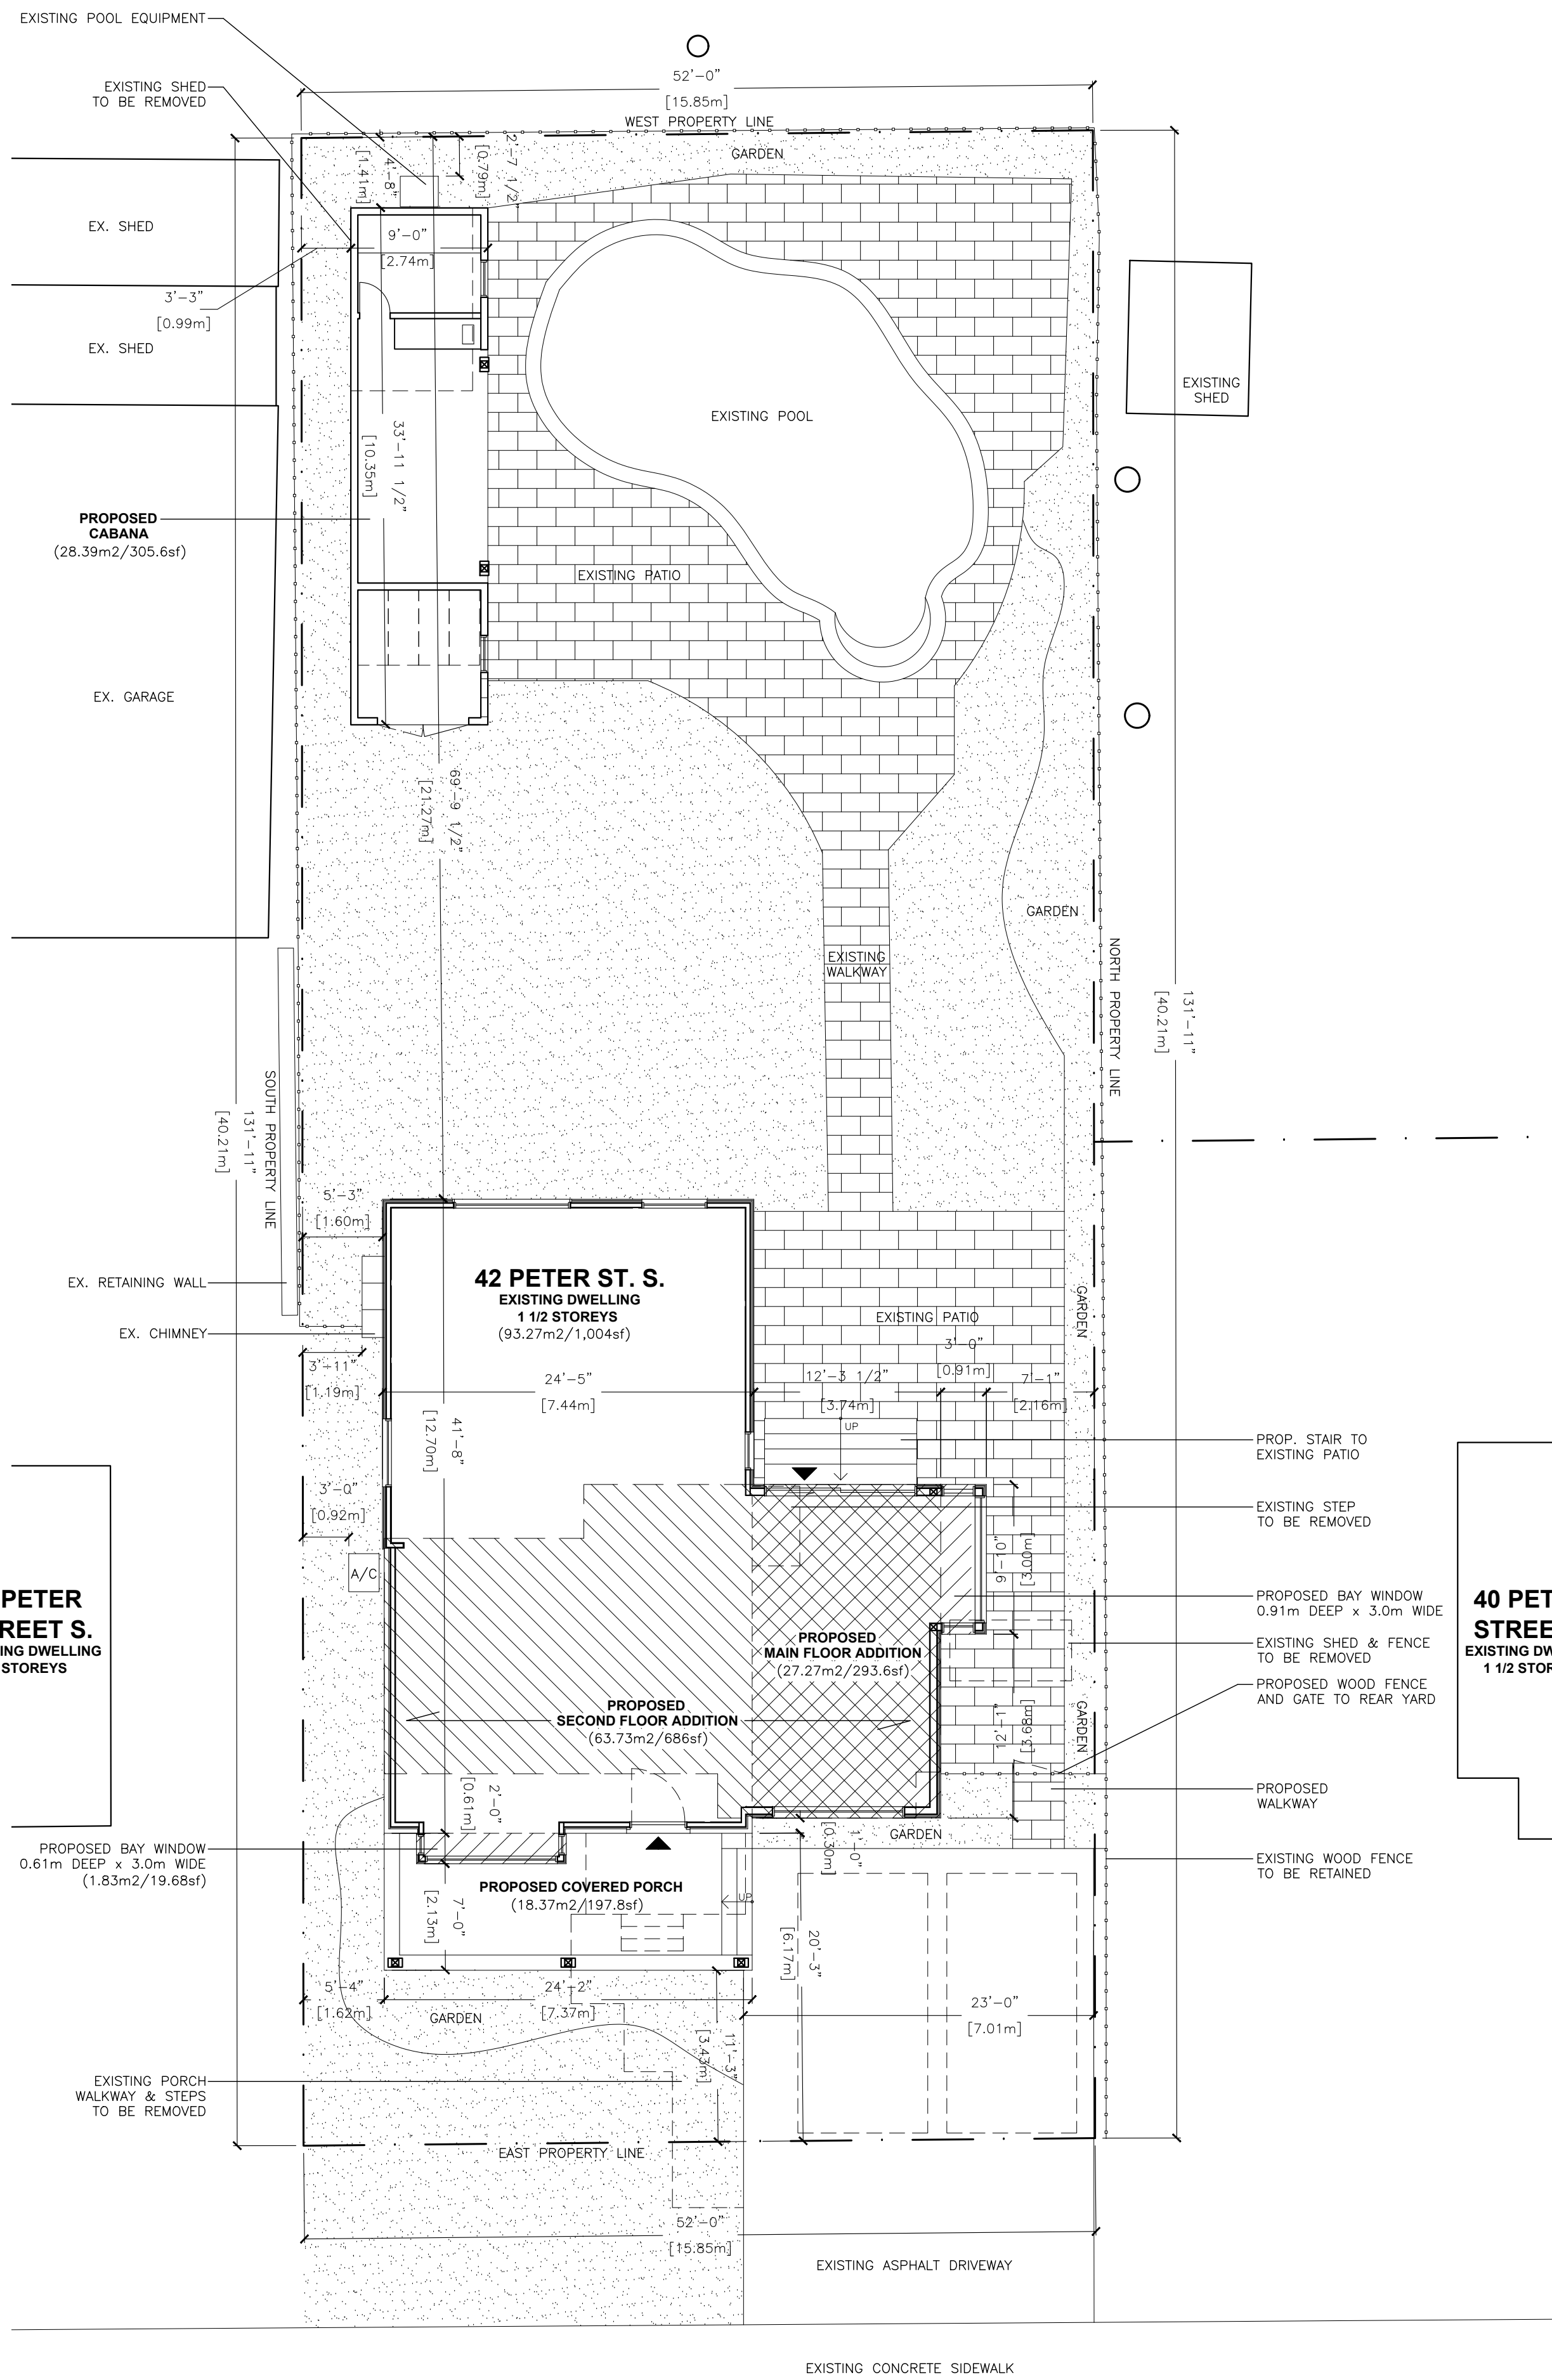 EXISTING POOL EQUIPMENT
EXISTING SHED
TO BE REMOVED
52'-0"
[15.85m]
WEST PROPERTY LINE
GARDEN
2'-7 1/2"
[0.79m]
4'-8"
[1.41m]
EX. SHED
9'-0"
[2.74m]
3'-3"
[0.99m]
EX. SHED
EXISTING
SHED
EXISTING POOL
33'-11 1/2"
[10.35m]
PROPOSED
CABANA
(28.39m2/305.6sf)
EXISTING PATIO
EX. GARAGE
69'-9 1/2"
[21.27m]
GARDEN
EXISTING
WALKWAY
NORTH PROPERTY LINE
131'-11"
[40.21m]
SOUTH PROPERTY LINE
131'-11"
[40.21m]
5'-3"
[1.60m]
EX. RETAINING WALL
42 PETER ST. S.
EXISTING DWELLING
1 1/2 STOREYS
(93.27m2/1,004sf)
EXISTING PATIO
GARDEN
EX. CHIMNEY
3'-11"
[1.19m]
24'-5"
[7.44m]
12'-3 1/2"
[3.74m]
3'-0"
[0.91m]
7'-1"
[2.16m]
41'-8"
[12.70m]
UP
PROP. STAIR TO
EXISTING PATIO
3'-0"
[0.92m]
EXISTING STEP
TO BE REMOVED
A/C
9'-10"
[3.00m]
PROPOSED BAY WINDOW
0.91m DEEP x 3.0m WIDE
PETER
REET S.
ING DWELLING
STOREYS
40 PET
STREE
EXISTING DW
1 1/2 STOR
PROPOSED
MAIN FLOOR ADDITION
(27.27m2/293.6sf)
EXISTING SHED & FENCE
TO BE REMOVED
PROPOSED WOOD FENCE
AND GATE TO REAR YARD
PROPOSED
SECOND FLOOR ADDITION
(63.73m2/686sf)
12'-1"
[3.68m]
GARDEN
2'-0"
[0.61m]
PROPOSED
WALKWAY
PROPOSED BAY WINDOW
0.61m DEEP x 3.0m WIDE
(1.83m2/19.68sf)
1'-0"
[0.30m]
GARDEN
EXISTING WOOD FENCE
TO BE RETAINED
PROPOSED COVERED PORCH
(18.37m2/197.8sf)
UP
7'-0"
[2.13m]
20'-3"
[6.17m]
5'-4"
[1.62m]
24'-2"
[7.37m]
GARDEN
23'-0"
[7.01m]
11'-3"
[3.43m]
EXISTING PORCH
WALKWAY & STEPS
TO BE REMOVED
EAST PROPERTY LINE
52'-0"
[15.85m]
EXISTING ASPHALT DRIVEWAY
EXISTING CONCRETE SIDEWALK